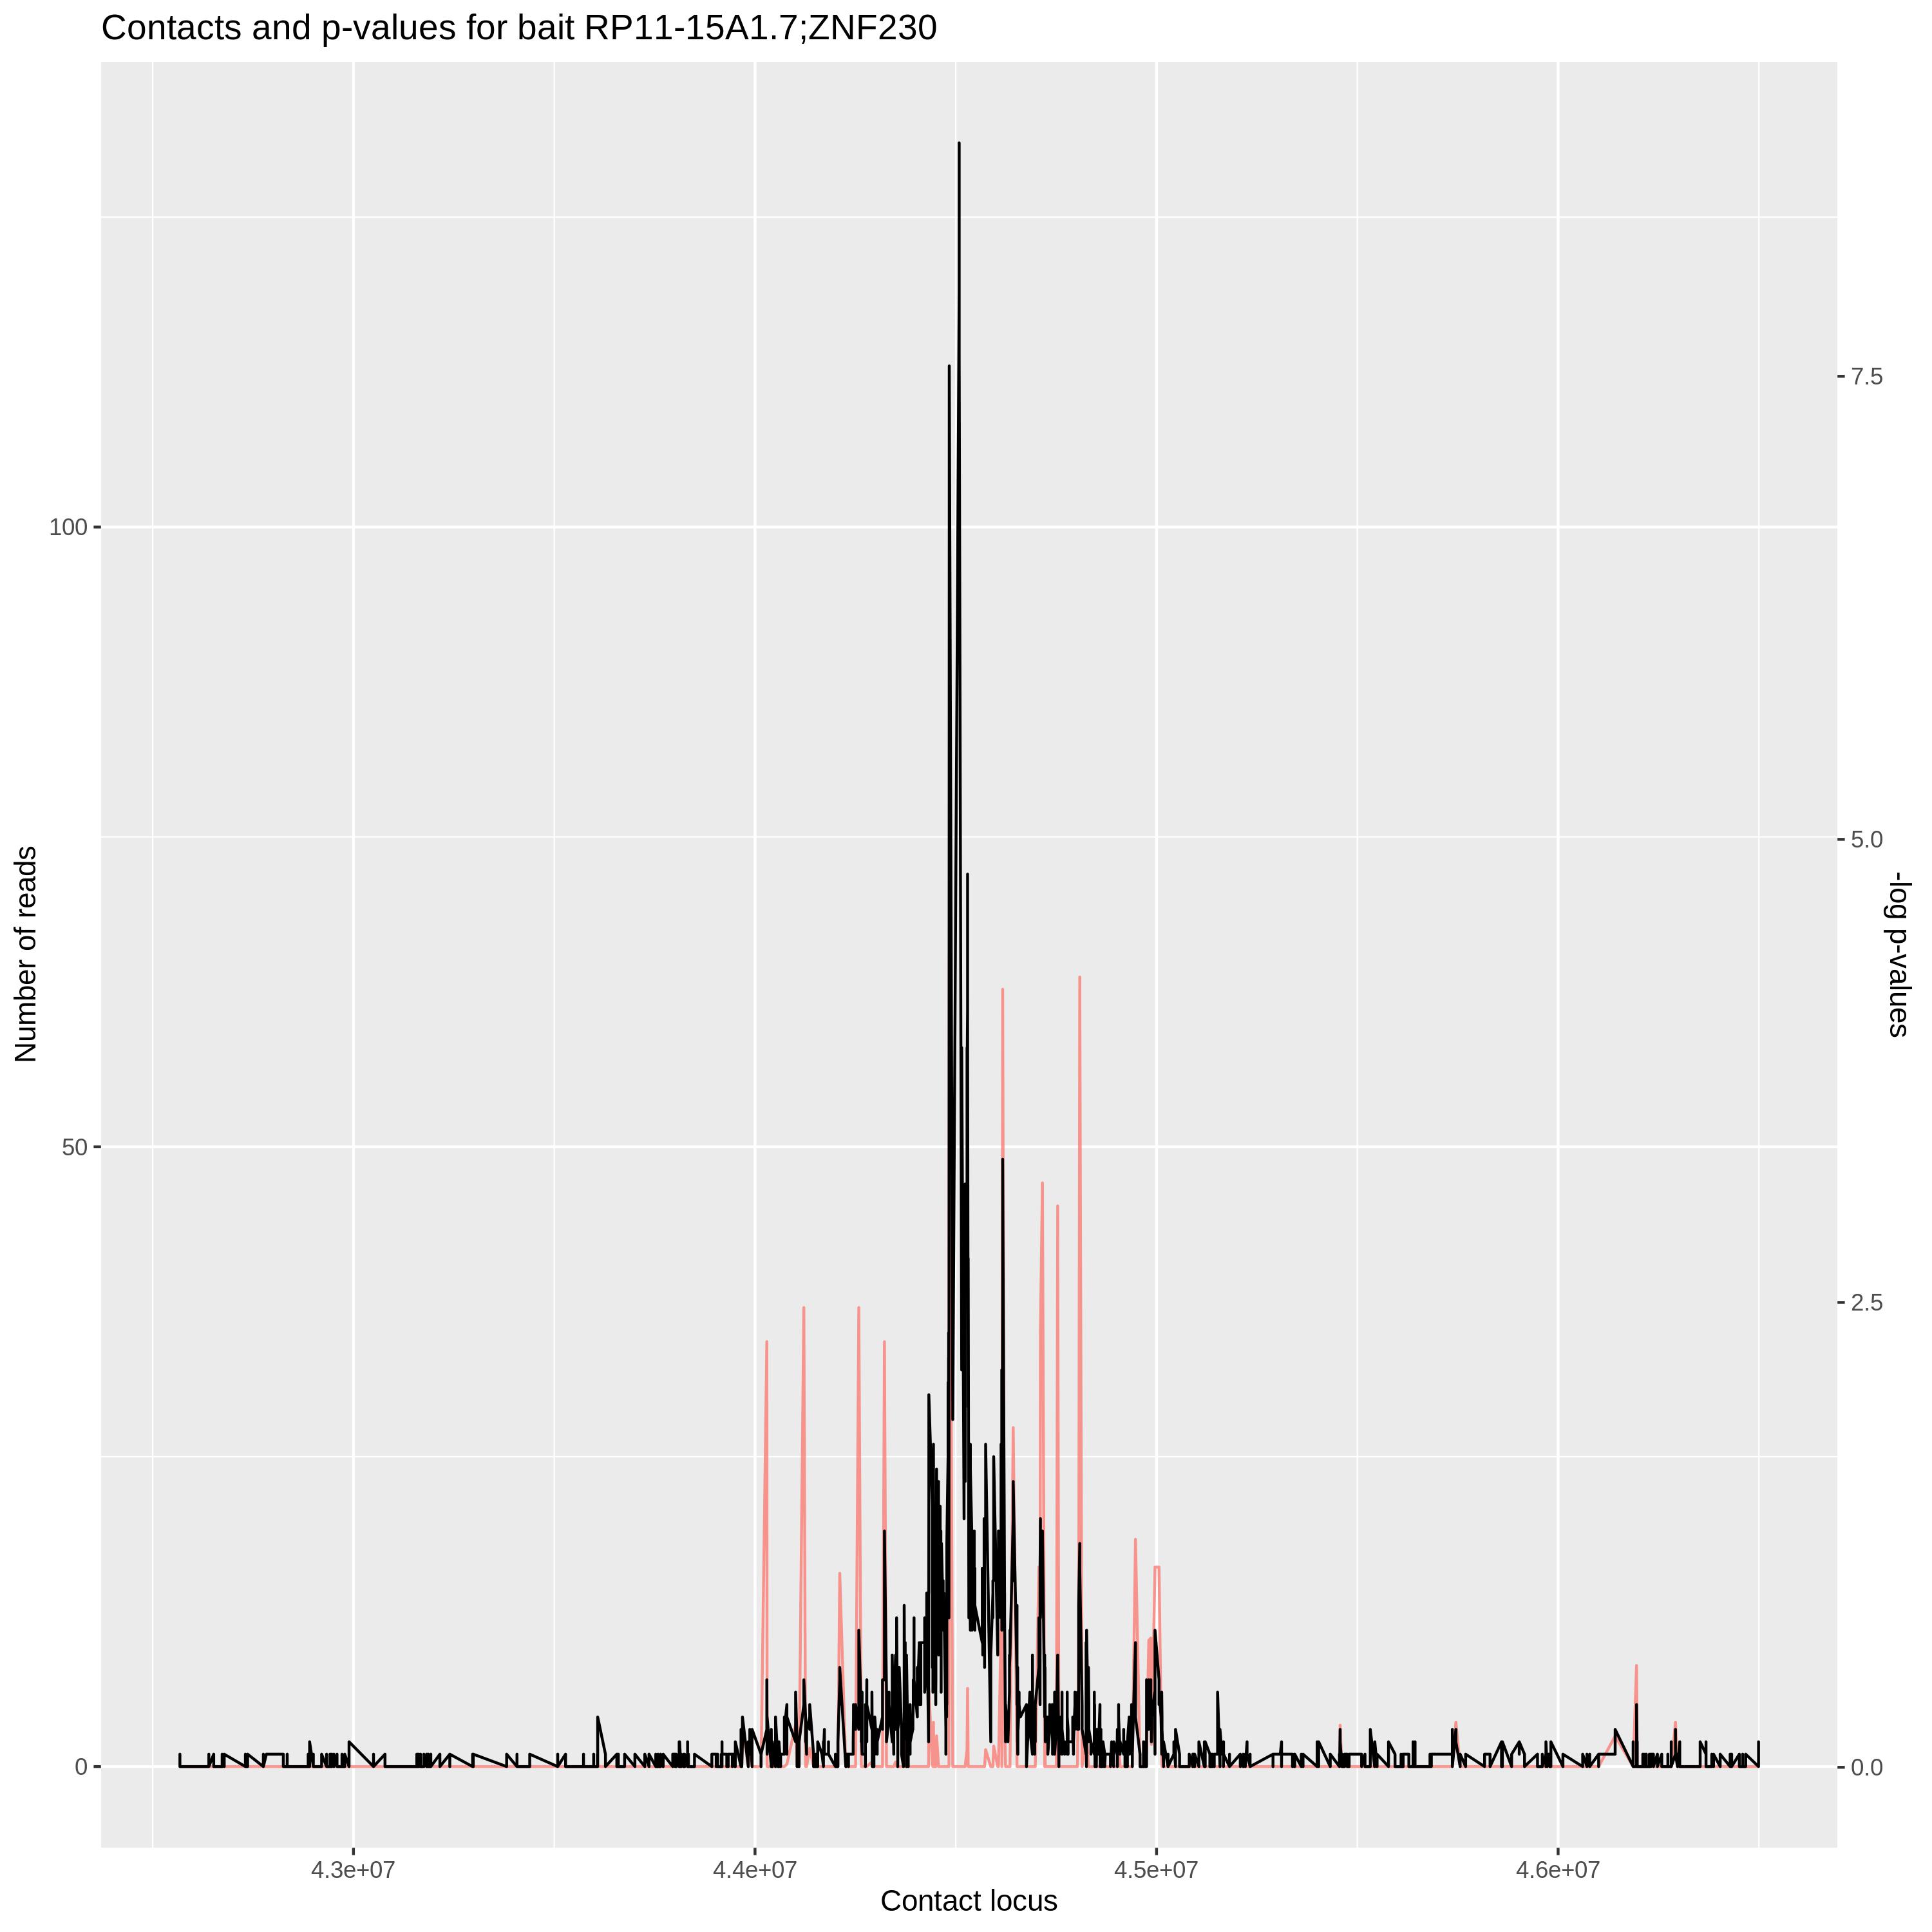 Contacts and p-values for bait RP11-15A1.7;ZNF230
Number of reads
100
50
0
7.5
5.0
2.5
0.0
-log p-values
4.3e+07
4.4e+07
4.5e+07
4.6e+07
Contact locus